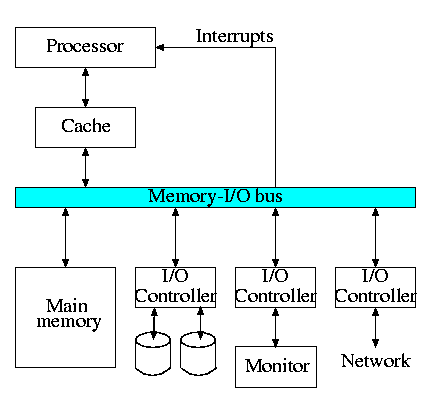 Interrupts
Processor
Cache
Memory-I/O bus
Main
memory
I/O
Controller
I/O
Controller
I/O
Controller
Monitor
Network